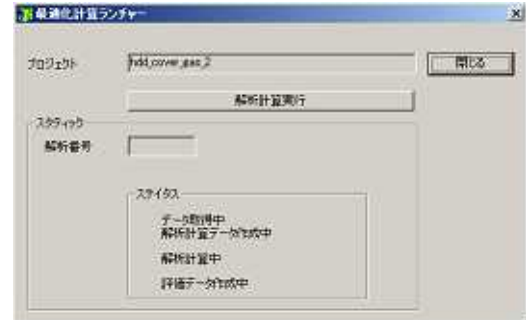 最適化計算ランチャー
プロジェクト
hdd_cover_gas_2
閉じる
解析計算実行
スタティック
解析番号
ステイタス
データ取得中
解析計算データ作成中
解析計算中
評価データ作成中